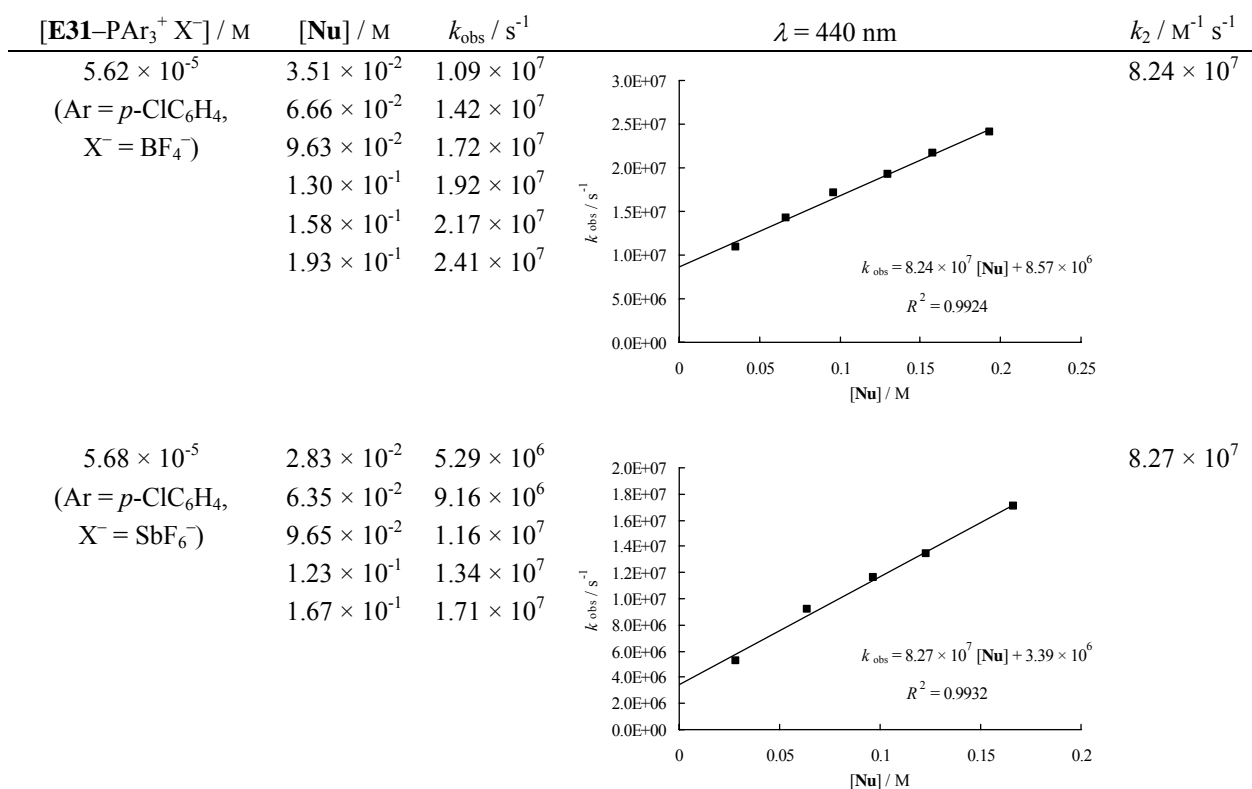 [E31–PAr₃⁺ X⁻] / M [Nu] / M k_obs / s⁻¹ λ = 440 nm k₂ / M⁻¹ s⁻¹
5.62 × 10⁻⁵ 3.51 × 10⁻² 1.09 × 10⁷ 8.24 × 10⁷
(Ar = p-ClC₆H₄, 6.66 × 10⁻² 1.42 × 10⁷
X⁻ = BF₄⁻) 9.63 × 10⁻² 1.72 × 10⁷
1.30 × 10⁻¹ 1.92 × 10⁷
1.58 × 10⁻¹ 2.17 × 10⁷
1.93 × 10⁻¹ 2.41 × 10⁷
3.0E+07
2.5E+07
2.0E+07
1.5E+07
1.0E+07
5.0E+06
0.0E+00
k obs / s⁻¹
k obs = 8.24 × 10⁷ [Nu] + 8.57 × 10⁶
R² = 0.9924
0 0.05 0.1 0.15 0.2 0.25
[Nu] / M
5.68 × 10⁻⁵ 2.83 × 10⁻² 5.29 × 10⁶ 8.27 × 10⁷
(Ar = p-ClC₆H₄, 6.35 × 10⁻² 9.16 × 10⁶
X⁻ = SbF₆⁻) 9.65 × 10⁻² 1.16 × 10⁷
1.23 × 10⁻¹ 1.34 × 10⁷
1.67 × 10⁻¹ 1.71 × 10⁷
2.0E+07
1.8E+07
1.6E+07
1.4E+07
1.2E+07
1.0E+07
8.0E+06
6.0E+06
4.0E+06
2.0E+06
0.0E+00
k obs / s⁻¹
k obs = 8.27 × 10⁷ [Nu] + 3.39 × 10⁶
R² = 0.9932
0 0.05 0.1 0.15 0.2
[Nu] / M